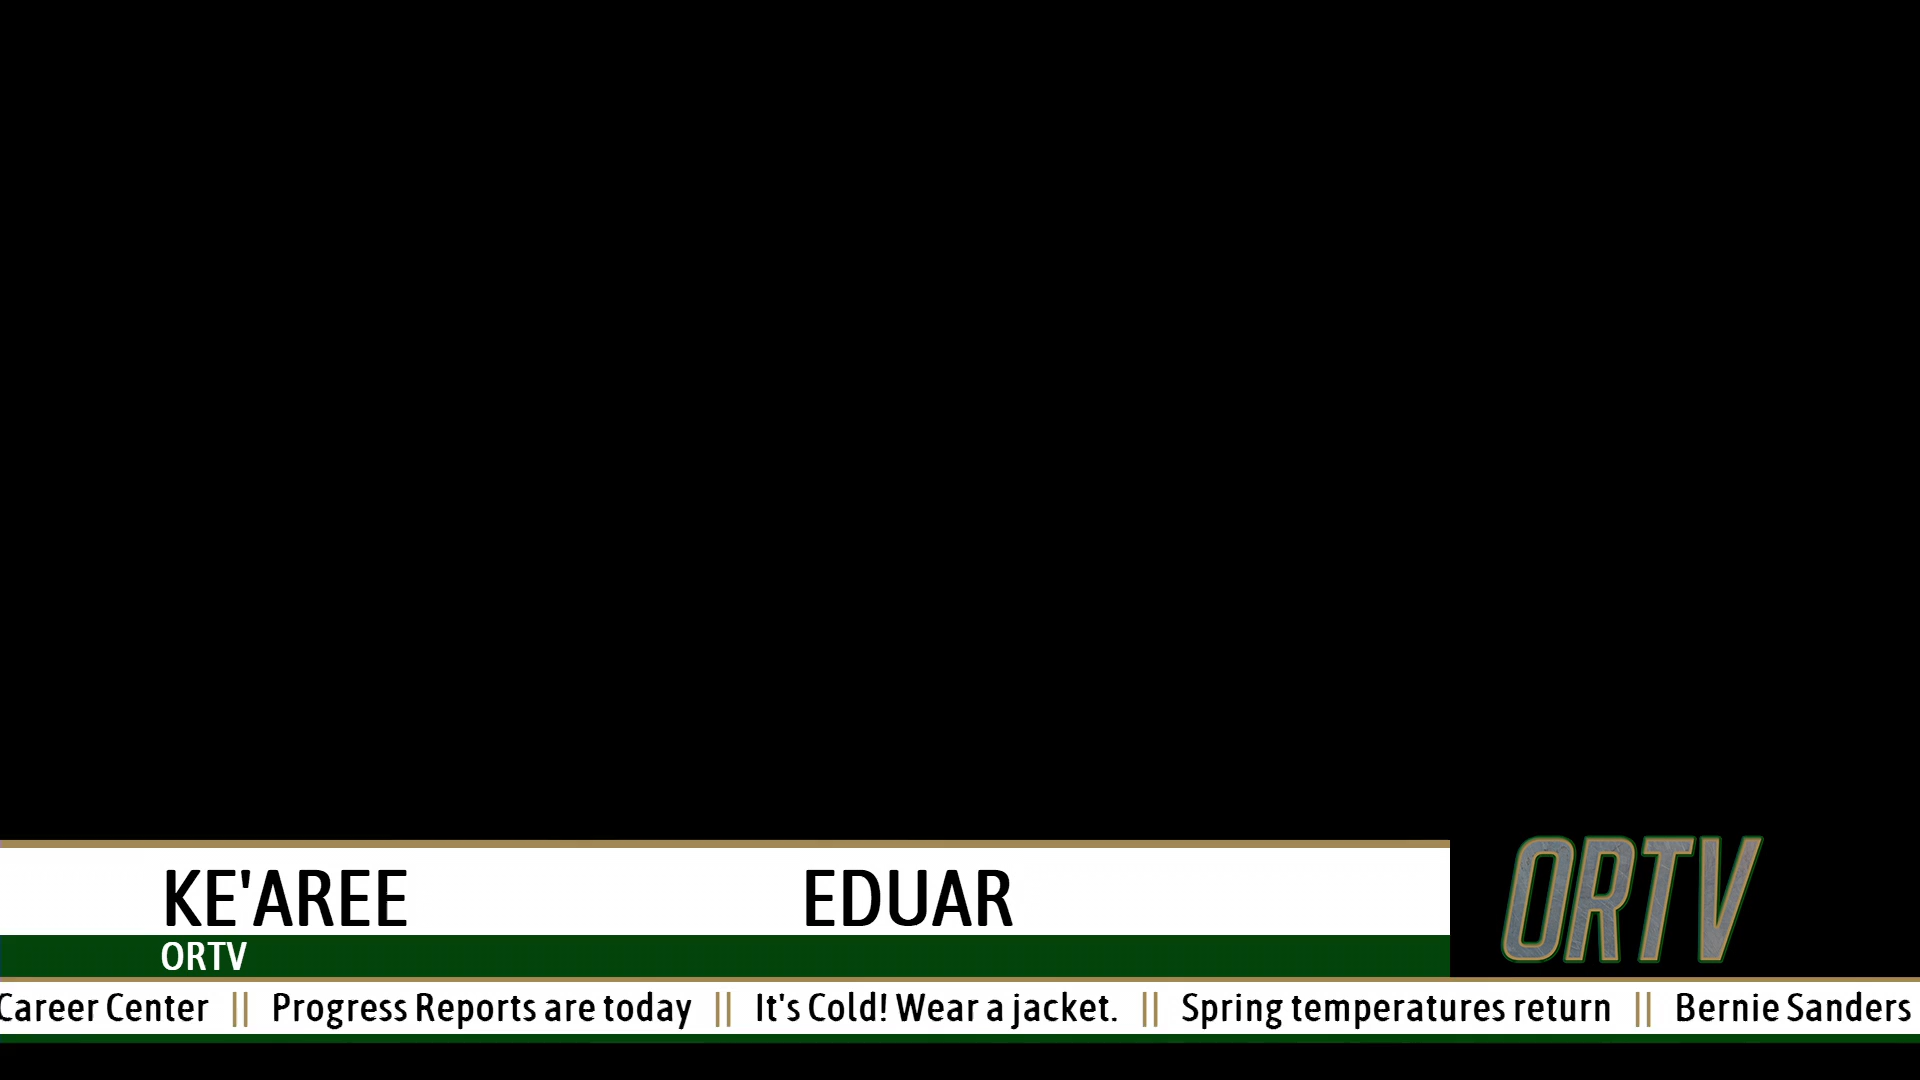 KE'AREE EDUAR
ORTV
ORTV
Career Center || Progress Reports are today || It's Cold! Wear a jacket. || Spring temperatures return || Bernie Sanders